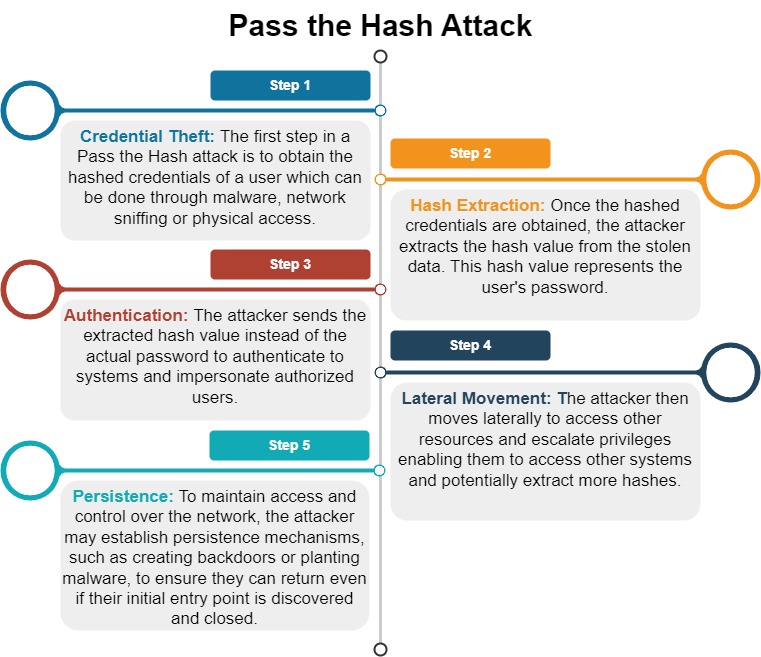 Pass the Hash Attack
Step 1
Credential Theft: The first step in a
Pass the Hash attack is to obtain the
hashed credentials of a user which can
be done through malware, network
sniffing or physical access.
Step 2
Hash Extraction: Once the hashed
credentials are obtained, the attacker
extracts the hash value from the stolen
data. This hash value represents the
user's password.
Step 3
Authentication: The attacker sends the
extracted hash value instead of the
actual password to authenticate to
systems and impersonate authorized
users.
Step 4
Lateral Movement: The attacker then
moves laterally to access other
resources and escalate privileges
enabling them to access other systems
and potentially extract more hashes.
Step 5
Persistence: To maintain access and
control over the network, the attacker
may establish persistence mechanisms,
such as creating backdoors or planting
malware, to ensure they can return even
if their initial entry point is discovered
and closed.